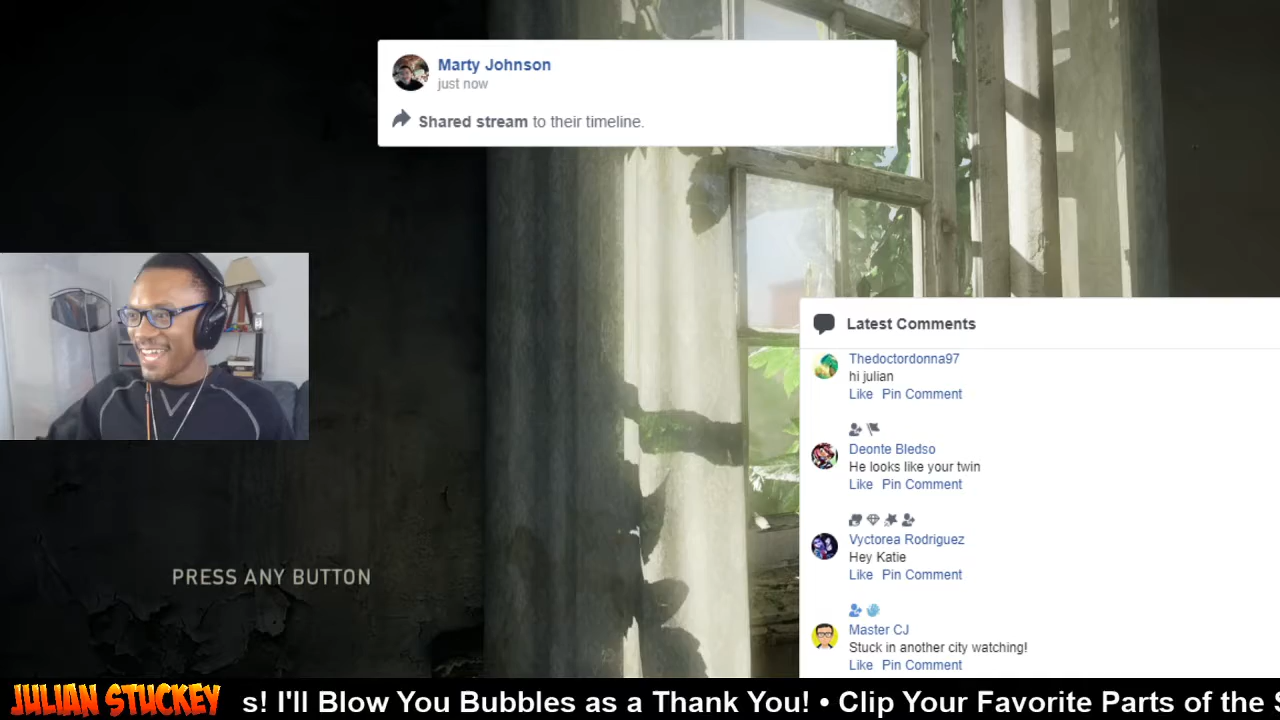 Marty Johnson
just now
Shared stream to their timeline.
Latest Comments
Thedoctordonna97
hi julian
Like Pin Comment
Deonte Bledso
He looks like your twin
Like Pin Comment
Vyctorea Rodriguez
Hey Katie
Like Pin Comment
Master CJ
Stuck in another city watching!
Like Pin Comment
PRESS ANY BUTTON
JULIAN STUCKEY
s! I'll Blow You Bubbles as a Thank You! • Clip Your Favorite Parts of the S